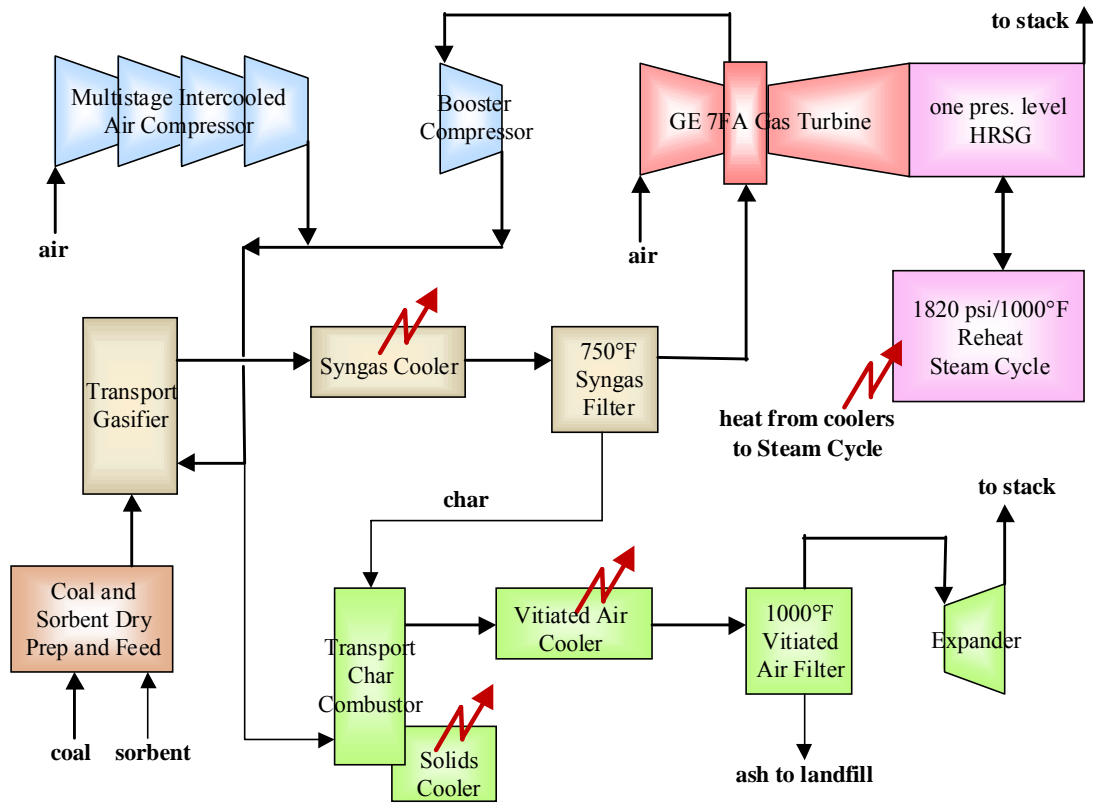 to stack
Multistage Intercooled
Air Compressor
Booster
Compressor
GE 7FA Gas Turbine
one pres. level
HRSG
air
air
1820 psi/1000°F
Reheat
Steam Cycle
Syngas Cooler
750°F
Syngas
Filter
Transport
Gasifier
heat from coolers
to Steam Cycle
char
to stack
Coal and
Sorbent Dry
Prep and Feed
Transport
Char
Combustor
Vitiated Air
Cooler
1000°F
Vitiated
Air Filter
Expander
Solids
Cooler
coal
sorbent
ash to landfill